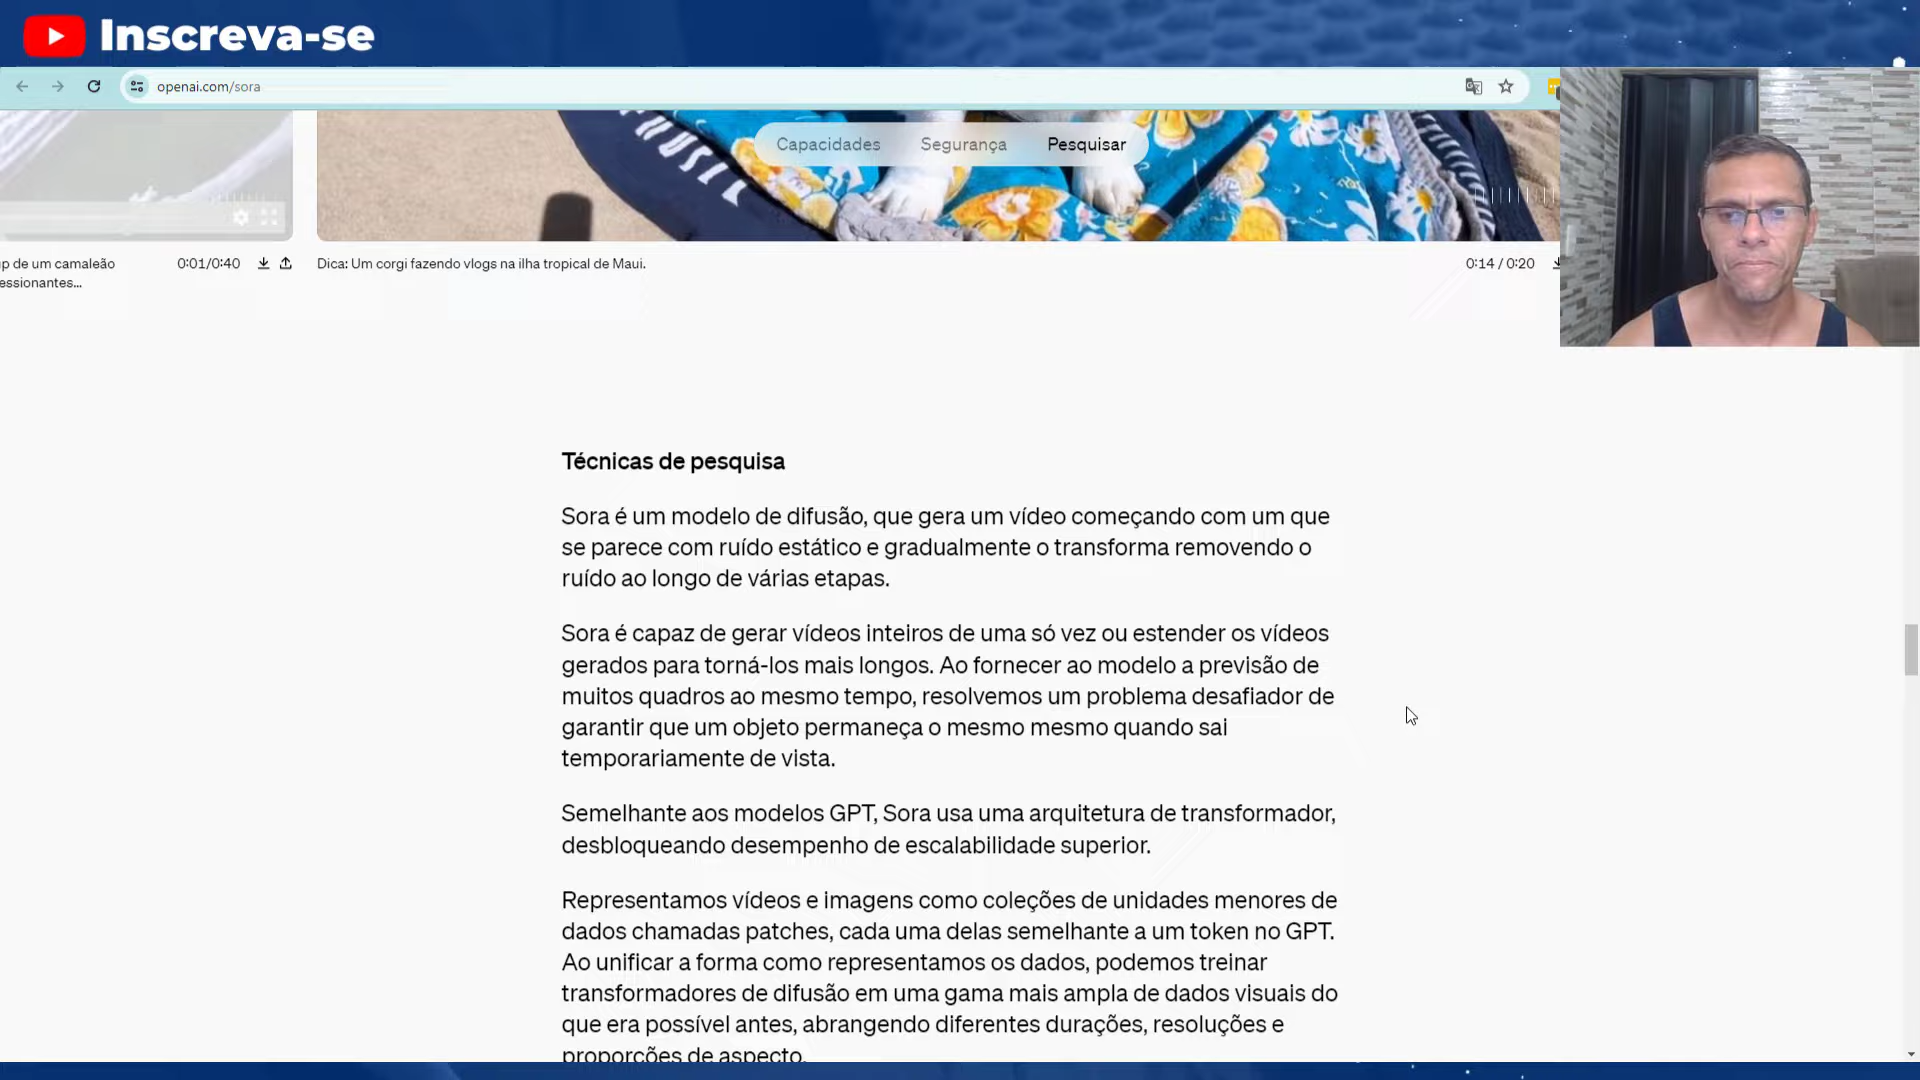 Inscreva-se
openai.com/sora
Capacidades Segurança Pesquisar
p de um camaleão
essionantes...
0:01/0:40
Dica: Um corgi fazendo vlogs na ilha tropical de Maui.
0:14 / 0:20
Técnicas de pesquisa
Sora é um modelo de difusão, que gera um vídeo começando com um que
se parece com ruído estático e gradualmente o transforma removendo o
ruído ao longo de várias etapas.
Sora é capaz de gerar vídeos inteiros de uma só vez ou estender os vídeos
gerados para torná-los mais longos. Ao fornecer ao modelo a previsão de
muitos quadros ao mesmo tempo, resolvemos um problema desafiador de
garantir que um objeto permaneça o mesmo mesmo quando sai
temporariamente de vista.
Semelhante aos modelos GPT, Sora usa uma arquitetura de transformador,
desbloqueando desempenho de escalabilidade superior.
Representamos vídeos e imagens como coleções de unidades menores de
dados chamadas patches, cada uma delas semelhante a um token no GPT.
Ao unificar a forma como representamos os dados, podemos treinar
transformadores de difusão em uma gama mais ampla de dados visuais do
que era possível antes, abrangendo diferentes durações, resoluções e
proporções de aspecto.